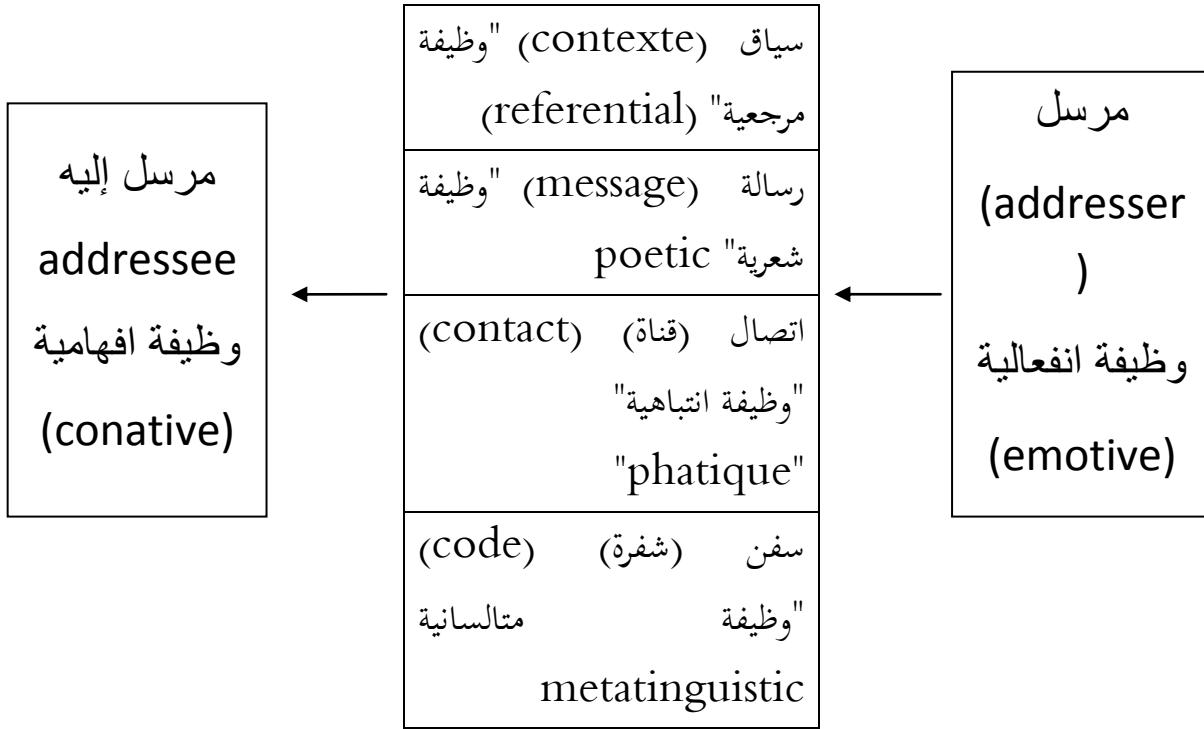 مرسل
(addresser
)
وظيفة انفعالية
(emotive)
سياق (contexte) "وظيفة
مرجعية" (referential)
رسالة (message) "وظيفة
شعرية" poetic
اتصال (قناة) (contact)
"وظيفة انتباهية"
"phatique"
سفن (شفرة) (code)
"وظيفة متالسانية
metatinguistic
مرسل إليه
addressee
وظيفة افهامية
(conative)